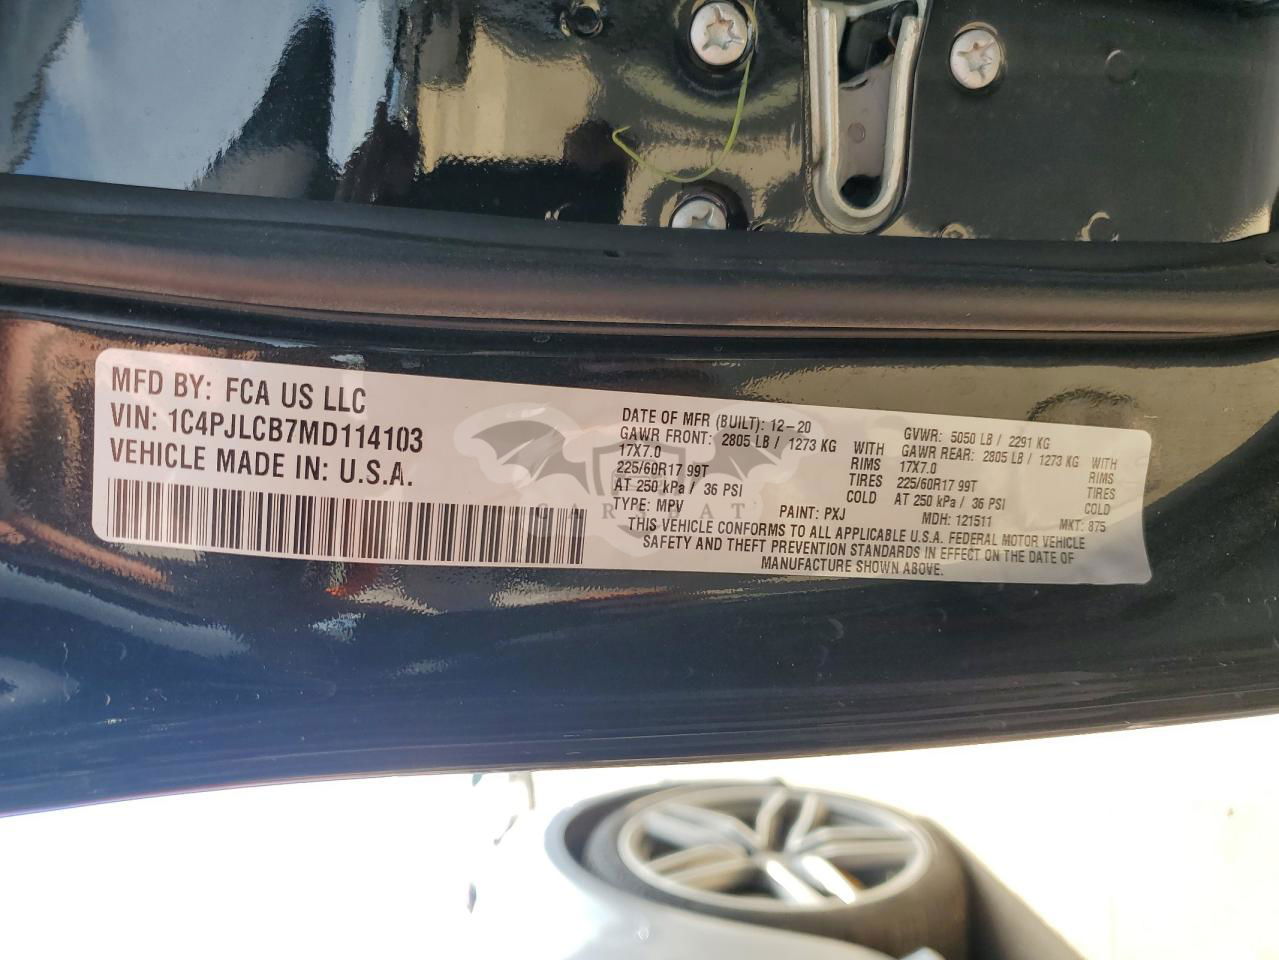 MFD BY: FCA US LLC
VIN: 1C4PJLCB7MD114103
VEHICLE MADE IN: U.S.A.
DATE OF MFR (BUILT): 12-20 GVWR: 5050 LB / 2291 KG
GAWR FRONT: 2805 LB / 1273 KG WITH GAWR REAR: 2805 LB / 1273 KG WITH
17X7.0 RIMS 17X7.0 RIMS
225/60R17 99T TIRES 225/60R17 99T TIRES
AT 250 kPa / 36 PSI COLD AT 250 kPa / 36 PSI COLD
TYPE: MPV PAINT: PXJ MDH: 121511 MKT: 875
THIS VEHICLE CONFORMS TO ALL APPLICABLE U.S.A. FEDERAL MOTOR VEHICLE
SAFETY AND THEFT PREVENTION STANDARDS IN EFFECT ON THE DATE OF
MANUFACTURE SHOWN ABOVE.